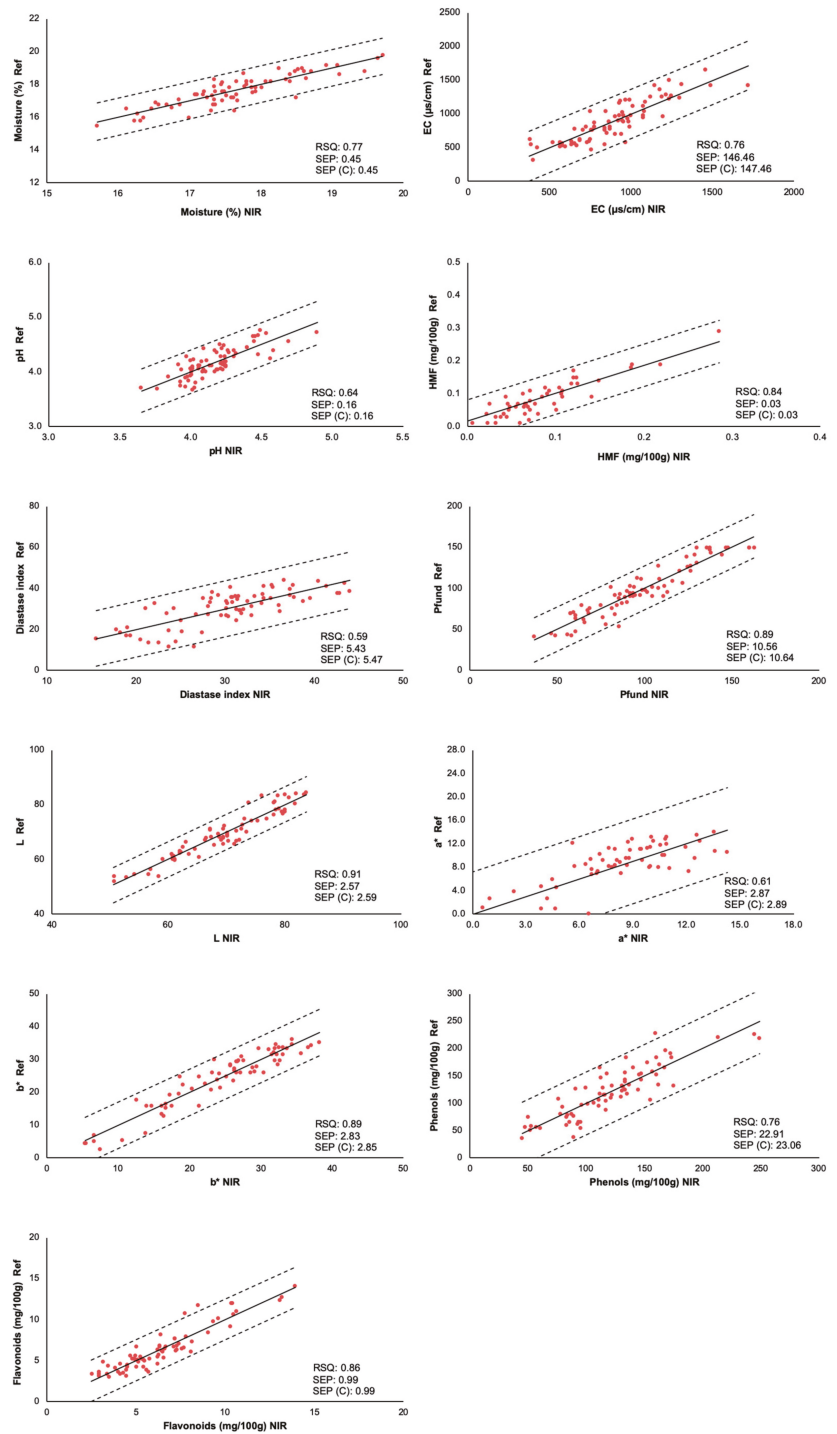 22
20
18
16
14
12
Moisture (%) Ref
15
16
17
18
19
20
Moisture (%) NIR
RSQ: 0.77
SEP: 0.45
SEP (C): 0.45
2500
2000
1500
1000
500
0
EC (µs/cm) Ref
0
500
1000
1500
2000
EC (µs/cm) NIR
RSQ: 0.76
SEP: 146.46
SEP (C): 147.46
6.0
5.0
4.0
3.0
pH Ref
3.0
3.5
4.0
4.5
5.0
5.5
pH NIR
RSQ: 0.64
SEP: 0.16
SEP (C): 0.16
0.5
0.4
0.3
0.2
0.1
0.0
HMF (mg/100g) Ref
0.0
0.1
0.2
0.3
0.4
HMF (mg/100g) NIR
RSQ: 0.84
SEP: 0.03
SEP (C): 0.03
80
60
40
20
0
Diastase index Ref
10
20
30
40
50
Diastase index NIR
RSQ: 0.59
SEP: 5.43
SEP (C): 5.47
200
150
100
50
0
Pfund Ref
0
50
100
150
200
Pfund NIR
RSQ: 0.89
SEP: 10.56
SEP (C): 10.64
100
80
60
40
L Ref
40
60
80
100
L NIR
RSQ: 0.91
SEP: 2.57
SEP (C): 2.59
28.0
24.0
20.0
16.0
12.0
8.0
4.0
0.0
a* Ref
0.0
3.0
6.0
9.0
12.0
15.0
18.0
a* NIR
RSQ: 0.61
SEP: 2.87
SEP (C): 2.89
50
40
30
20
10
0
b* Ref
0
10
20
30
40
50
b* NIR
RSQ: 0.89
SEP: 2.83
SEP (C): 2.85
300
250
200
150
100
50
0
Phenols (mg/100g) Ref
0
50
100
150
200
250
300
Phenols (mg/100g) NIR
RSQ: 0.76
SEP: 22.91
SEP (C): 23.06
20
15
10
5
0
Flavonoids (mg/100g) Ref
0
5
10
15
20
Flavonoids (mg/100g) NIR
RSQ: 0.86
SEP: 0.99
SEP (C): 0.99